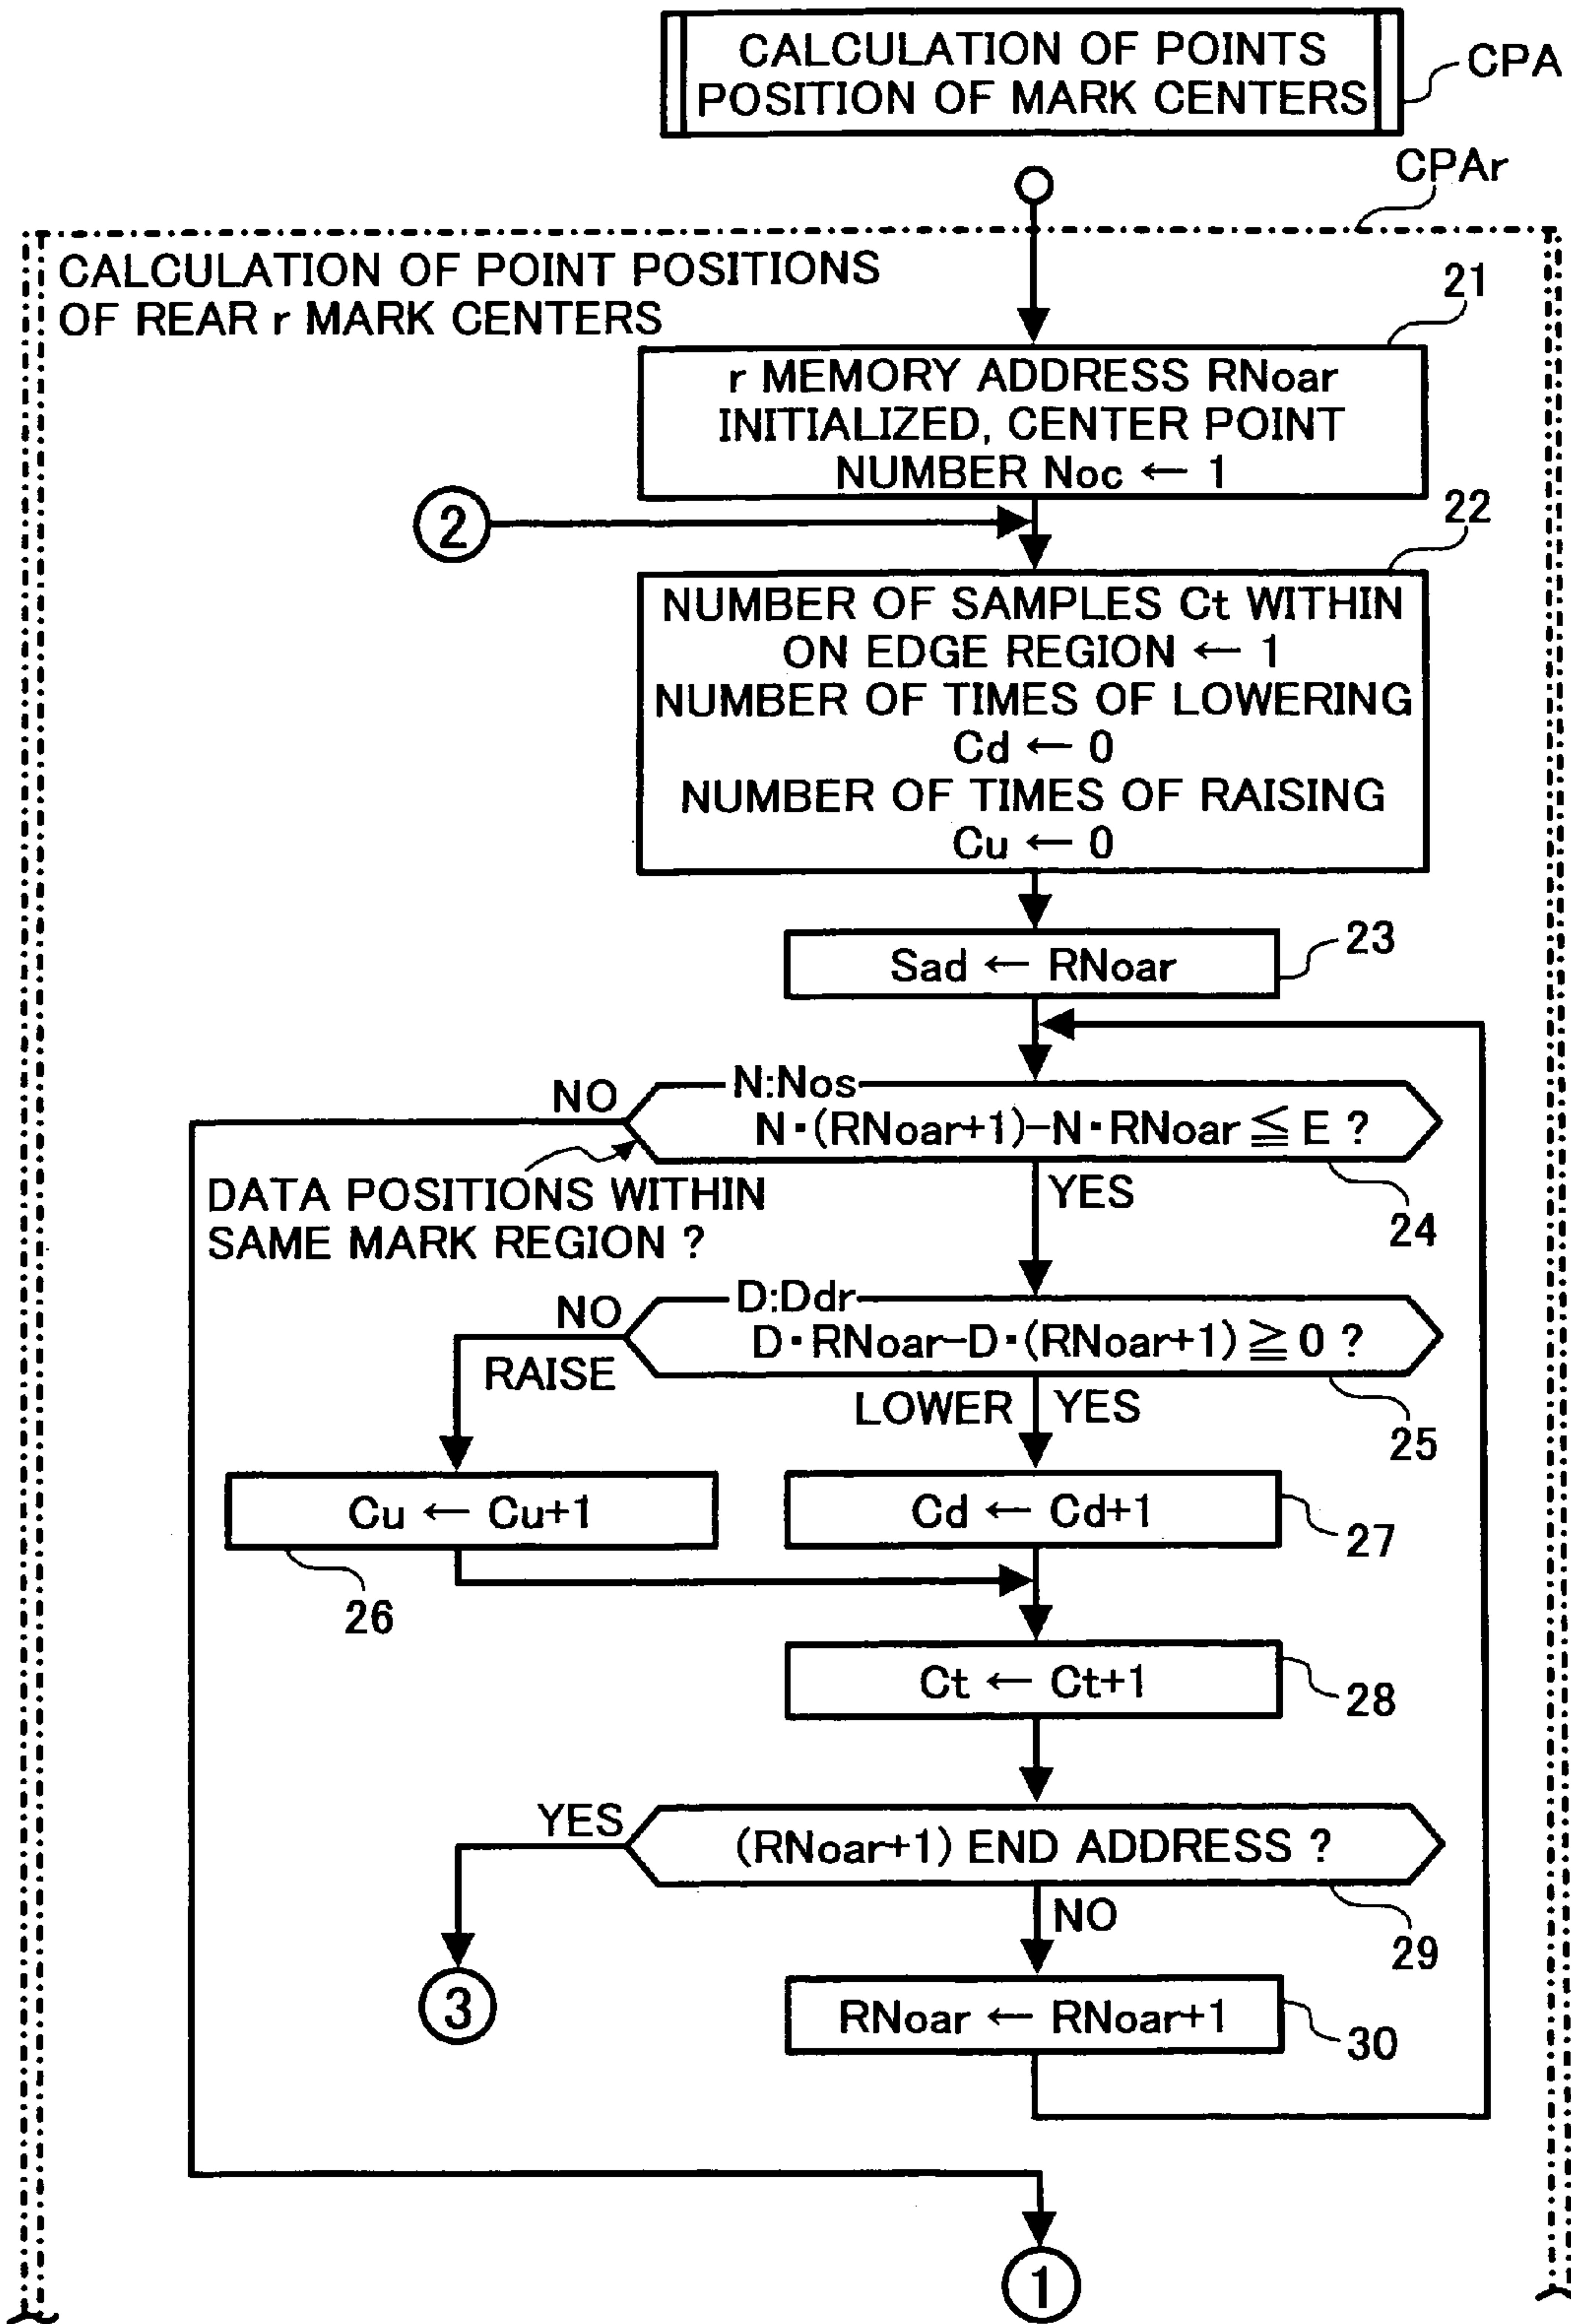 CALCULATION OF POINTS
POSITION OF MARK CENTERS
CPA
CPAr
CALCULATION OF POINT POSITIONS
OF REAR r MARK CENTERS
21
r MEMORY ADDRESS RNoar
INITIALIZED, CENTER POINT
NUMBER Noc ← 1
2
22
NUMBER OF SAMPLES Ct WITHIN
ON EDGE REGION ← 1
NUMBER OF TIMES OF LOWERING
Cd ← 0
NUMBER OF TIMES OF RAISING
Cu ← 0
Sad ← RNoar
23
NO
N:Nos
N·(RNoar+1)-N·RNoar ≦ E ?
DATA POSITIONS WITHIN
SAME MARK REGION ?
YES
24
NO
D:Ddr
D·RNoar-D·(RNoar+1) ≧ 0 ?
RAISE
LOWER
YES
25
Cu ← Cu+1
Cd ← Cd+1
27
26
Ct ← Ct+1
28
YES
(RNoar+1) END ADDRESS ?
NO
29
3
RNoar ← RNoar+1
30
1